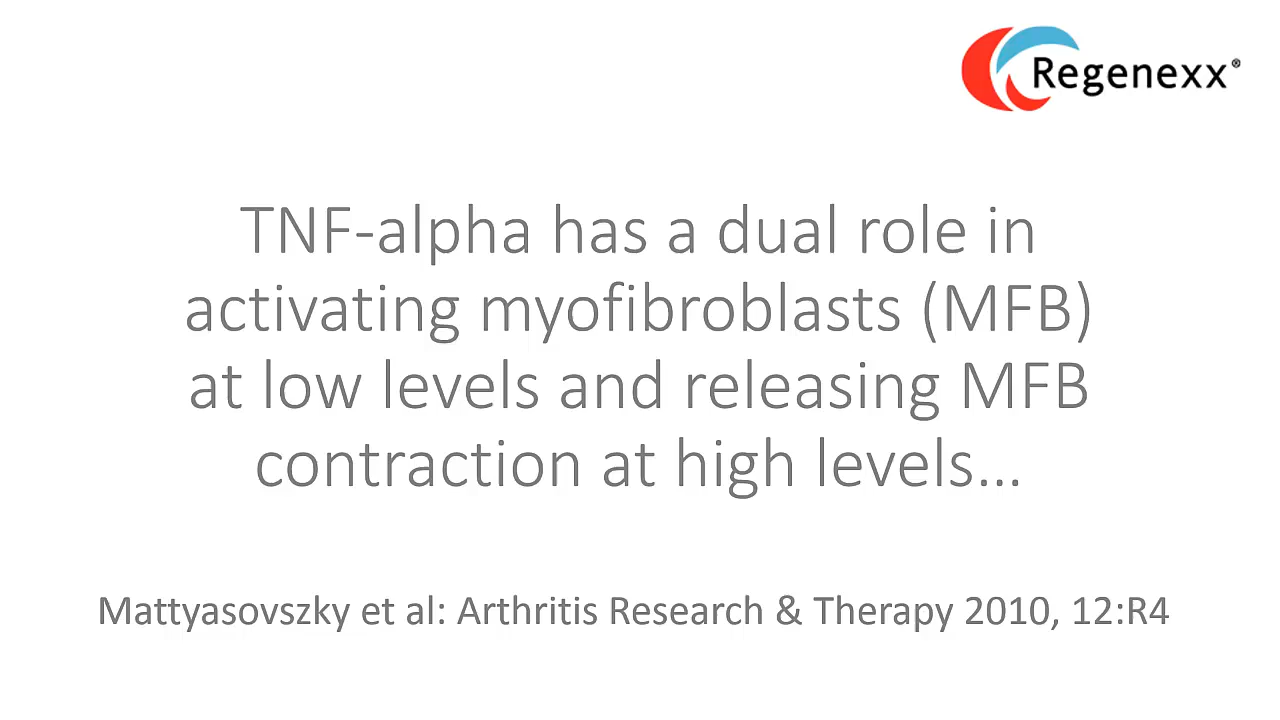 Regenexx®
TNF-alpha has a dual role in
activating myofibroblasts (MFB)
at low levels and releasing MFB
contraction at high levels...
Mattyasovszky et al: Arthritis Research & Therapy 2010, 12:R4